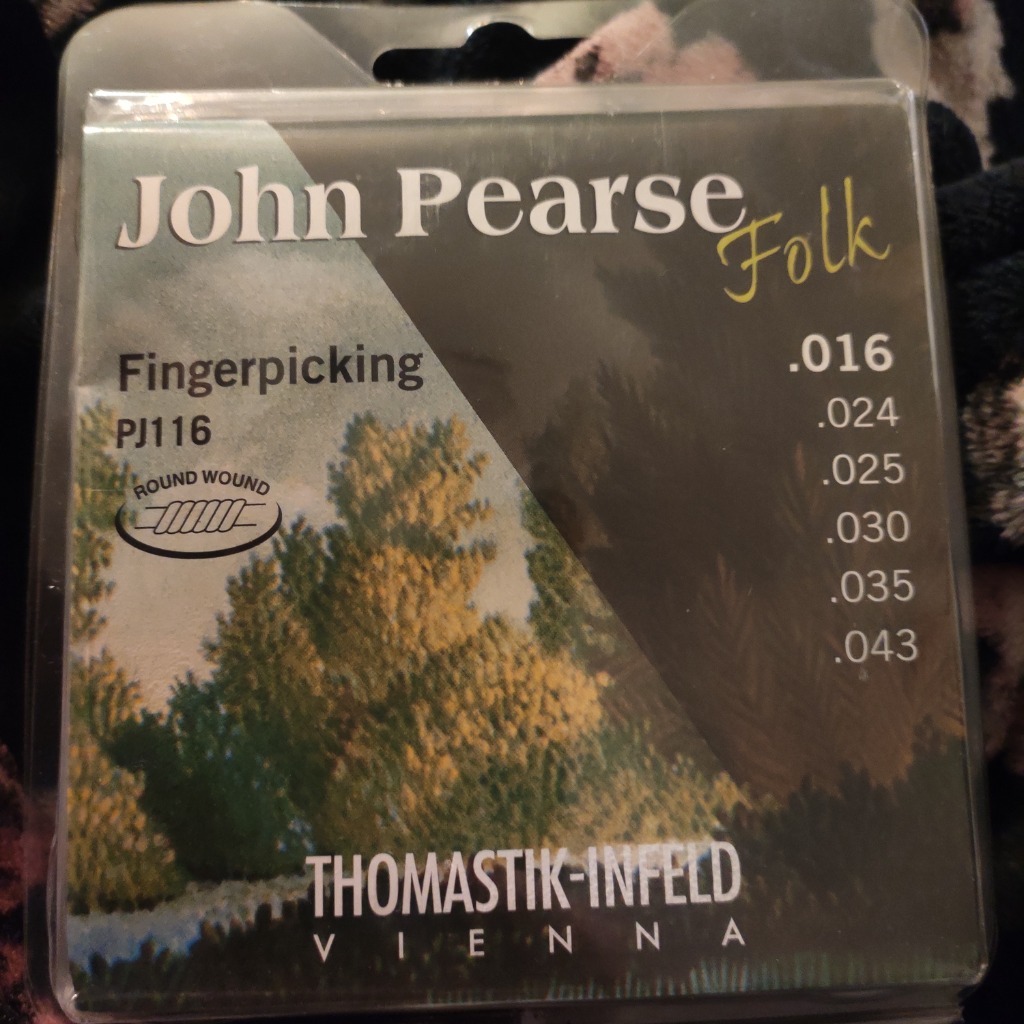 John Pearse
Folk
Fingerpicking
PJ116
ROUND WOUND
.016
.024
.025
.030
.035
.043
THOMASTIK-INFELD
VIENNA